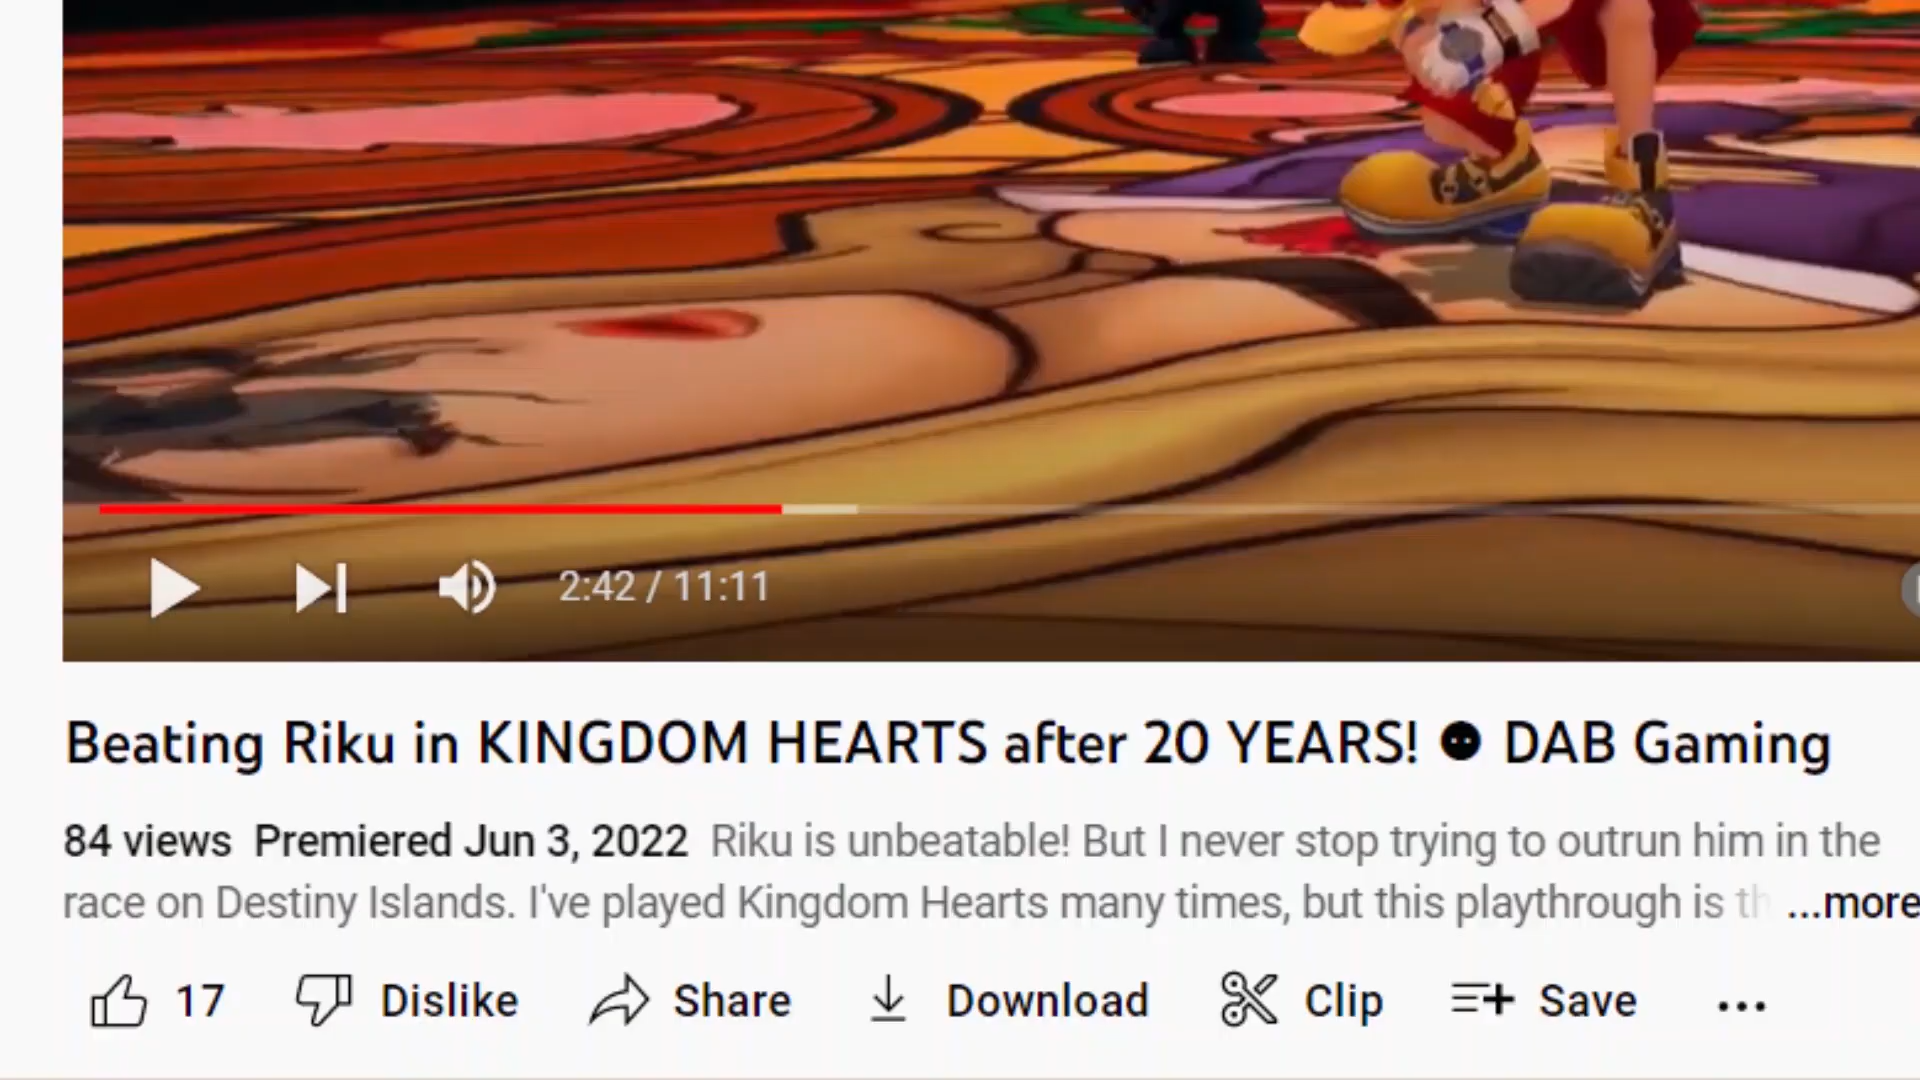 2:42 / 11:11
Beating Riku in KINGDOM HEARTS after 20 YEARS! ⚉ DAB Gaming
84 views Premiered Jun 3, 2022 Riku is unbeatable! But I never stop trying to outrun him in the
race on Destiny Islands. I've played Kingdom Hearts many times, but this playthrough is th ...more
17 Dislike Share Download Clip Save